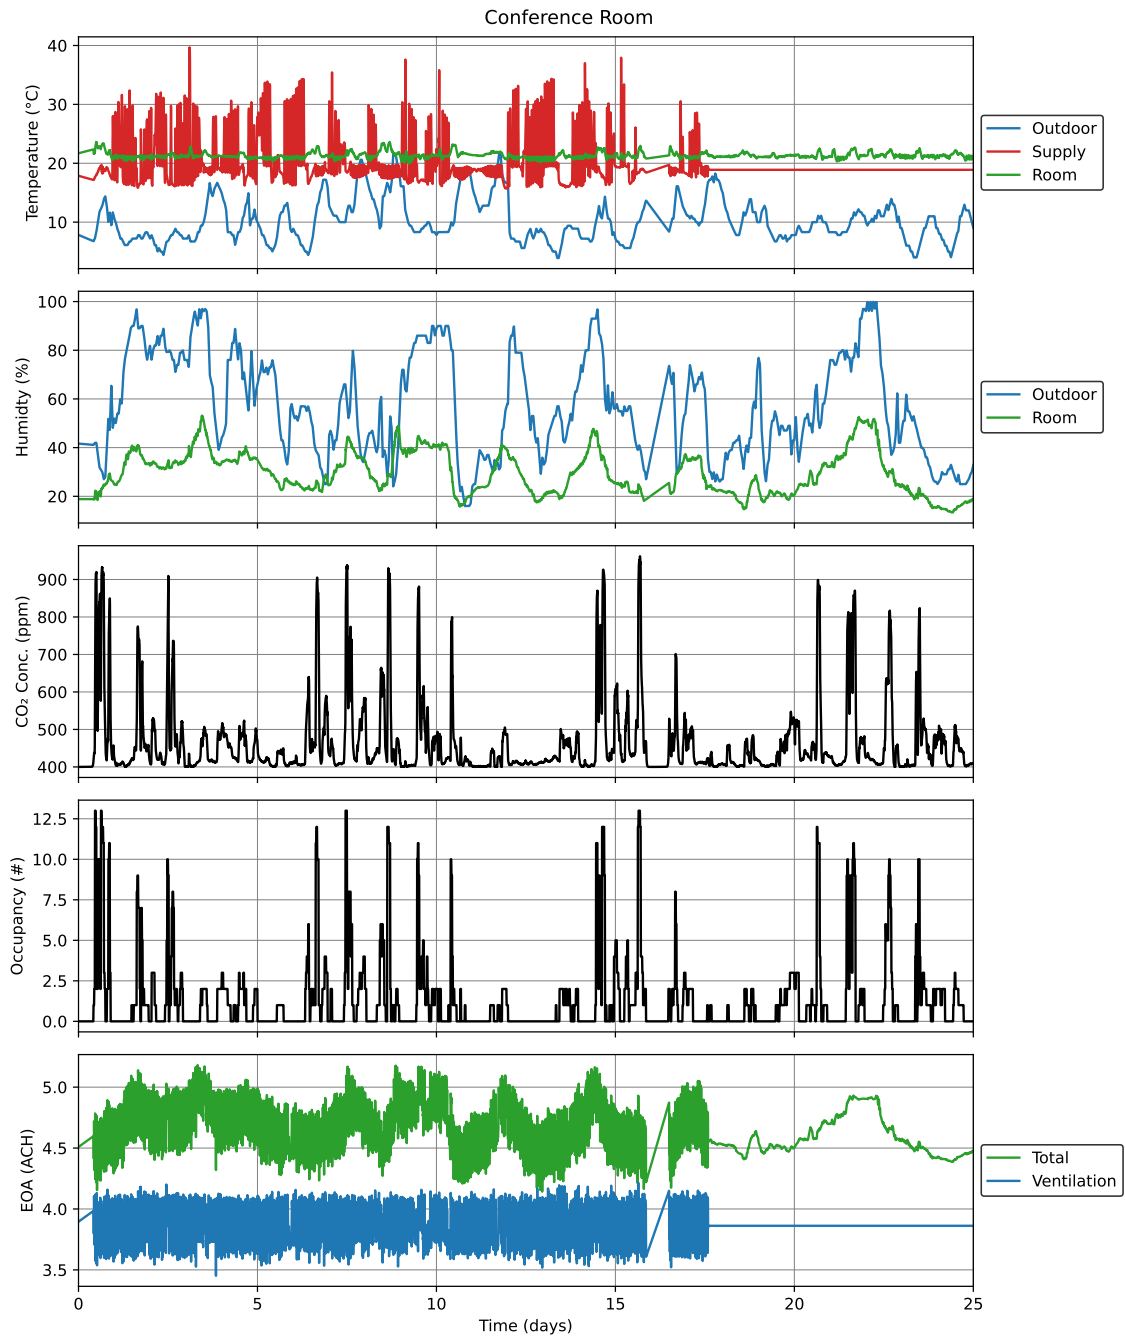 Conference Room
40
30
20
10
Temperature (°C)
Outdoor
Supply
Room
100
80
60
40
20
Humidty (%)
Outdoor
Room
900
800
700
600
500
400
CO₂ Conc. (ppm)
12.5
10.0
7.5
5.0
2.5
0.0
Occupancy (#)
5.0
4.5
4.0
3.5
EOA (ACH)
Total
Ventilation
0 5 10 15 20 25
Time (days)